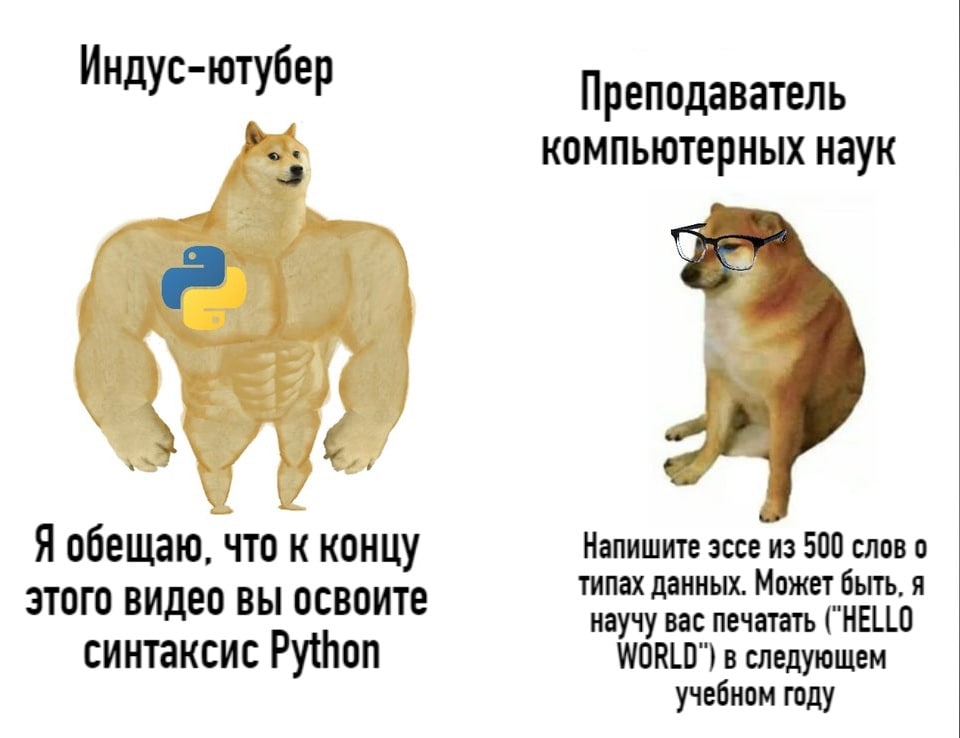 Индус-ютубер
Я обещаю, что к концу
этого видео вы освоите
синтаксис Python
Преподаватель
компьютерных наук
Напишите эссе из 500 слов о
типах данных. Может быть, я
научу вас печатать ("HELLO
WORLD") в следующем
учебном году